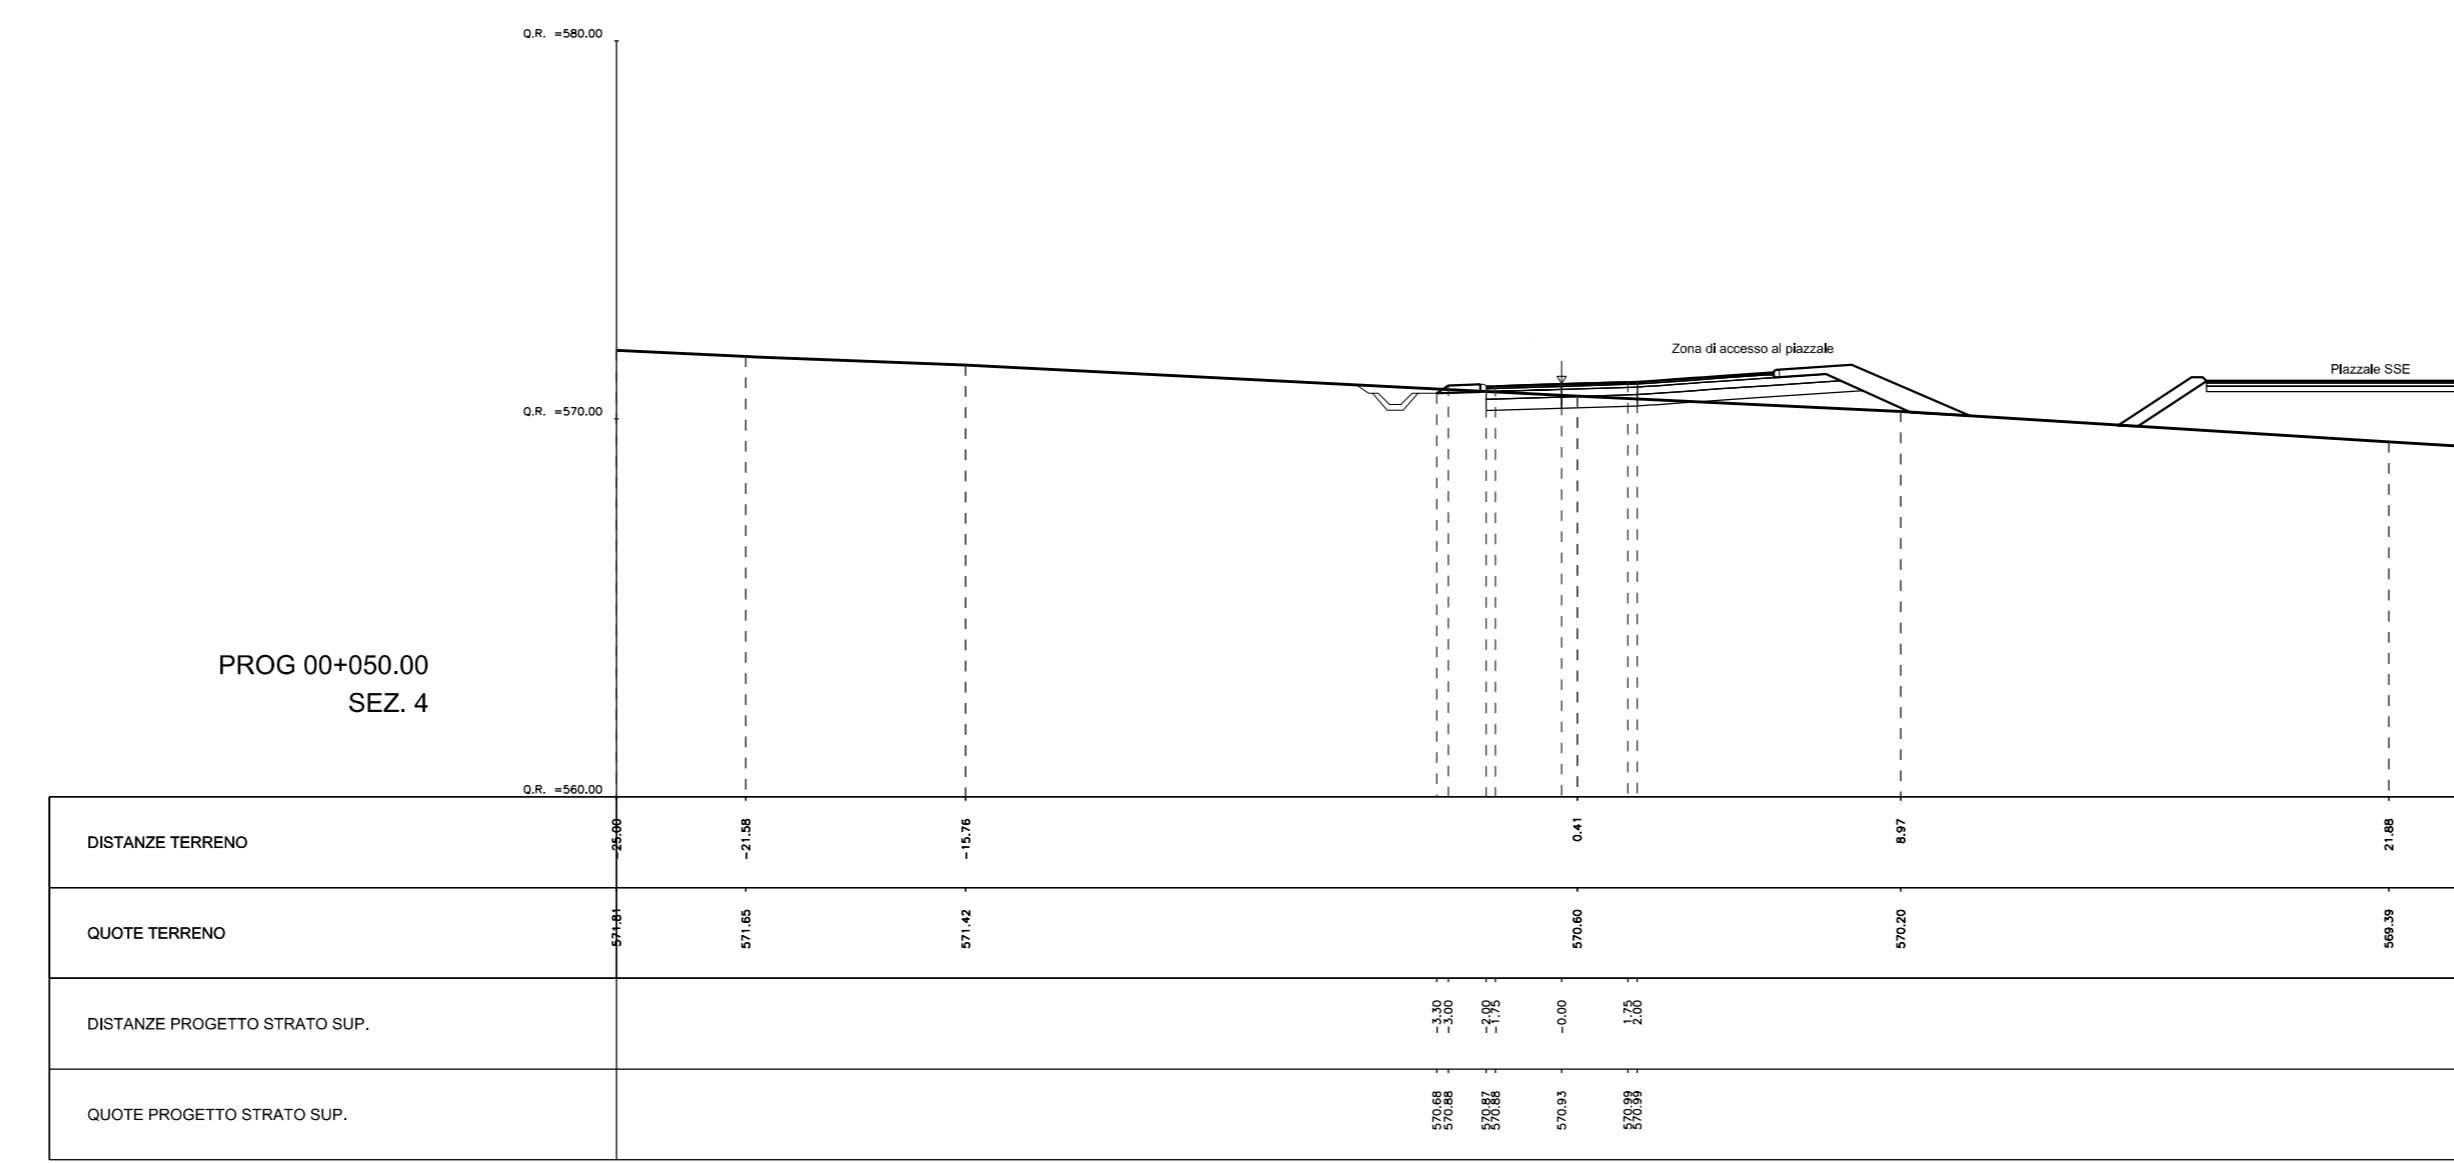 Q.R. =580.00
Zona di accesso al piazzale
Piazzale SSE
Q.R. =570.00
PROG 00+050.00
SEZ. 4
Q.R. =560.00
DISTANZE TERRENO -25.00 -21.58 -15.76 0.41 8.97 21.88
QUOTE TERRENO 571.81 571.65 571.42 570.60 570.20 569.39
DISTANZE PROGETTO STRATO SUP. -3.30 -3.00 -2.00 -1.75 -0.00 1.75 2.00
QUOTE PROGETTO STRATO SUP. 570.68 570.88 570.87 570.88 570.93 570.99 570.99